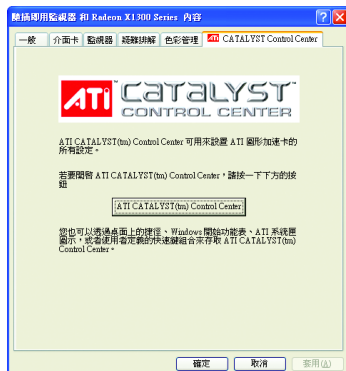 隨插即用監視器 和 Radeon X1300 Series 內容
一般 介面卡 監視器 疑難排解 色彩管理 ATI CATALYST Control Center
ATI CATALYST™
CONTROL CENTER
ATI CATALYST(tm) Control Center 可用來設置 ATI 圖形加速卡的
所有設定。
若要開啓 ATI CATALYST(tm) Control Center，請按一下下方的按
鈕
ATI CATALYST(tm) Control Center
您也可以透過桌面上的捷徑、Windows 開始功能表、ATI 系統匣
圖示，或者使用者定義的快速鍵組合來存取 ATI CATALYST(tm)
Control Center。
確定 取消 套用(A)